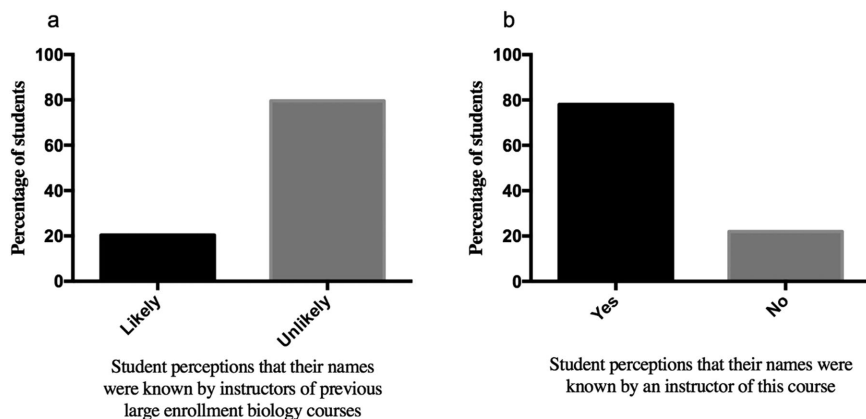 a
Percentage of students
100
80
60
40
20
0
Likely
Unlikely
Student perceptions that their names
were known by instructors of previous
large enrollment biology courses
b
Percentage of students
100
80
60
40
20
0
Yes
No
Student perceptions that their names were
known by an instructor of this course